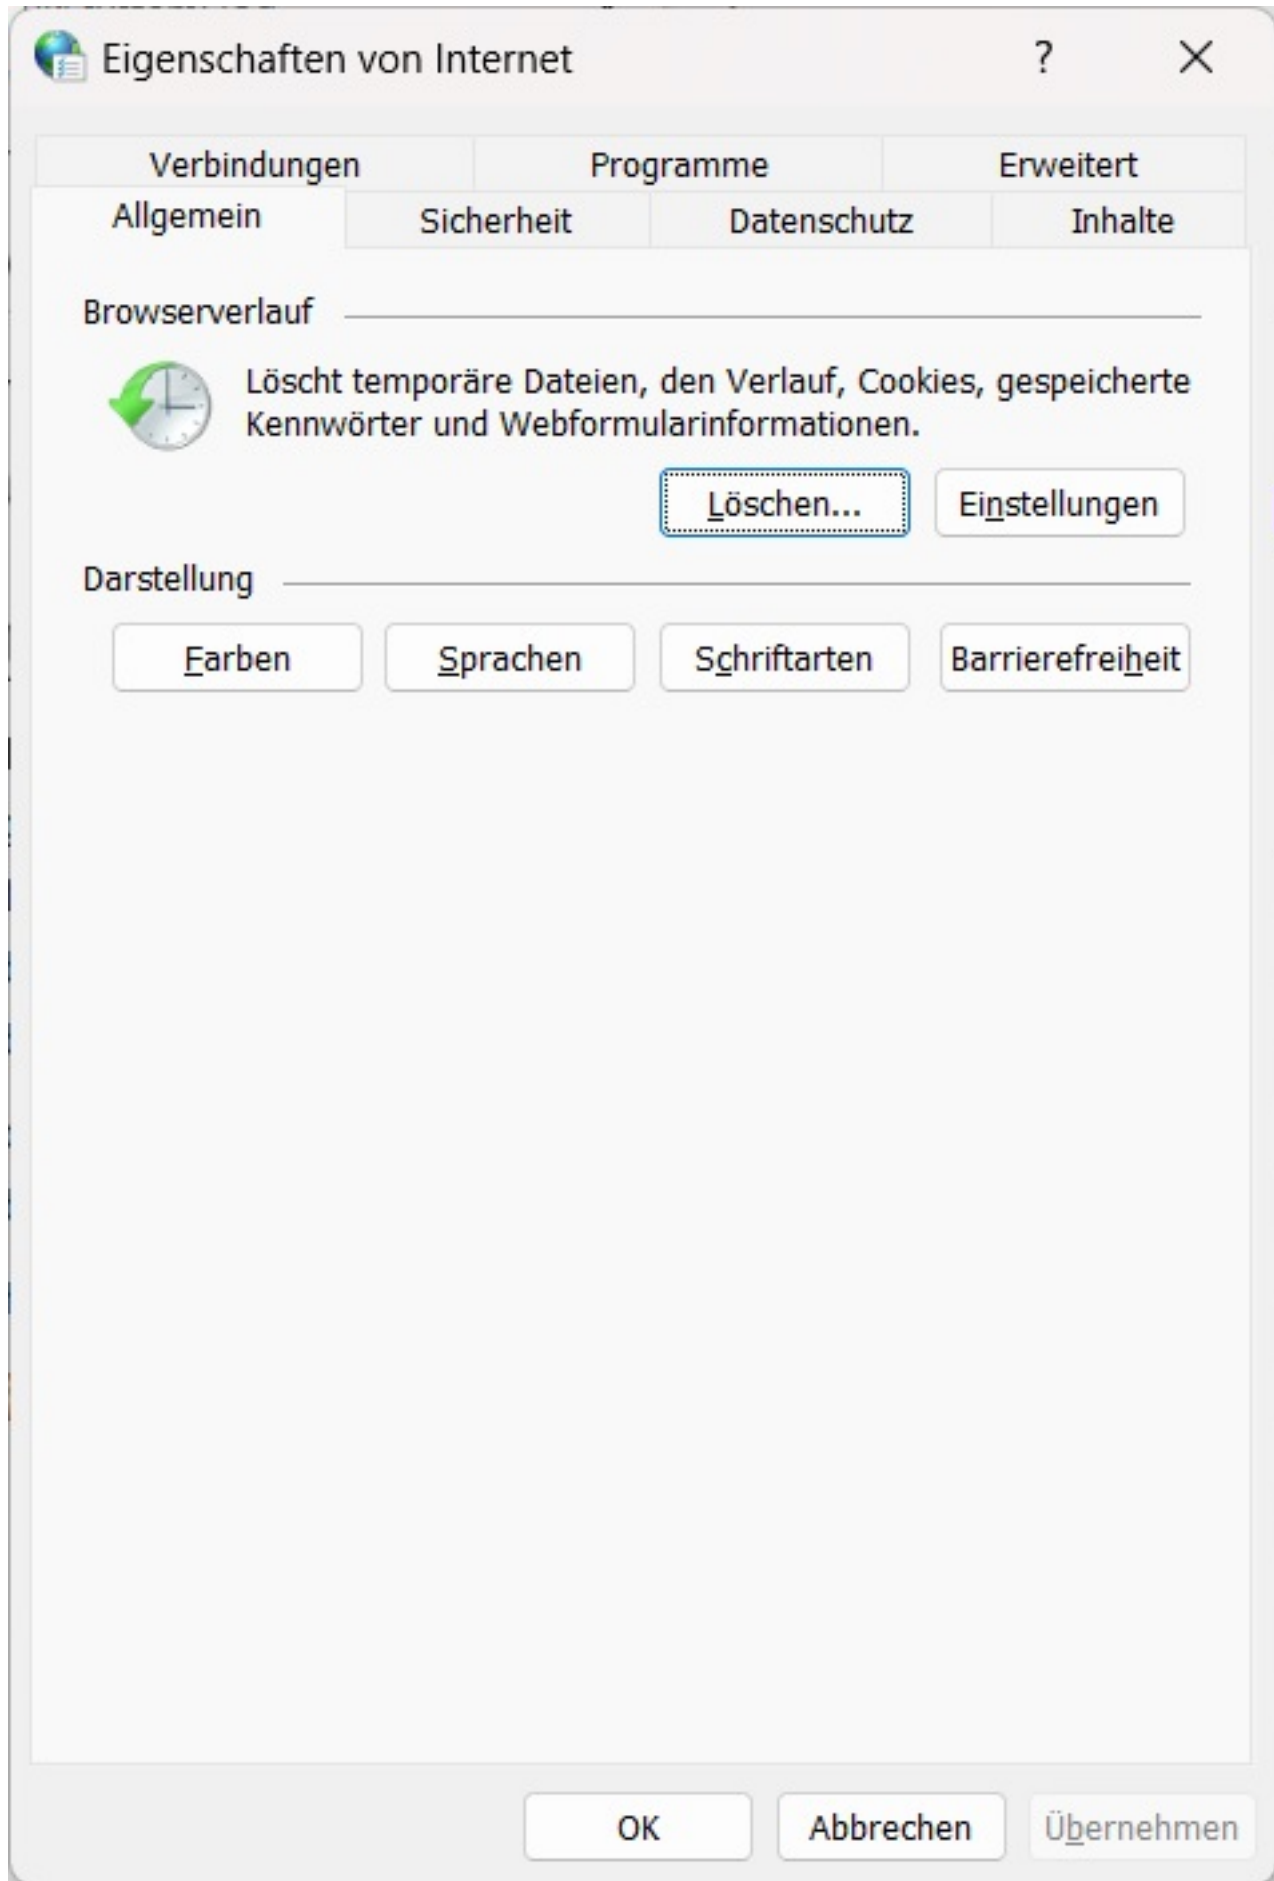 Eigenschaften von Internet
?
Verbindungen Programme Erweitert
Allgemein Sicherheit Datenschutz Inhalte
Browserverlauf
Löscht temporäre Dateien, den Verlauf, Cookies, gespeicherte
Kennwörter und Webformularinformationen.
Löschen... Einstellungen
Darstellung
Farben Sprachen Schriftarten Barrierefreiheit
OK Abbrechen Übernehmen